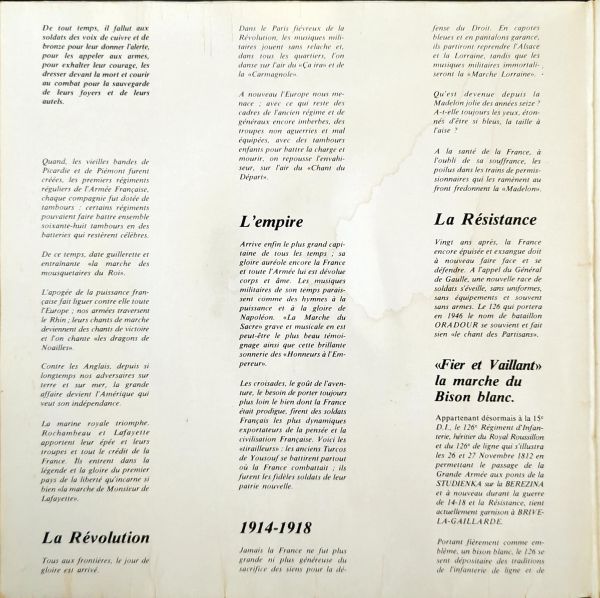 De tout temps, il fallut aux
soldats des voix de cuivre et de
bronze pour leur donner l'alerte,
pour les appeler aux armes,
pour exhalter leur courage, les
dresser devant la mort et courir
au combat pour la sauvegarde
de leurs foyers et de leurs
autels.
Quand, les vieilles bandes de
Picardie et de Piémont furent
créées, les premiers régiments
réguliers de l'Armée Française,
chaque compagnie fut dotée de
tambours : certains régiments
pouvaient faire battre ensemble
soixante-huit tambours en des
batteries qui restèrent célèbres.
De ce temps, date guillerette et
entraînante «la marche des
mousquetaires du Roi».
L'apogée de la puissance fran-
çaise fait liguer contre elle toute
l'Europe ; nos armées traversent
le Rhin ; leurs chants de marche
deviennent des chants de victoire
et l'on chante «les dragons de
Noailles».
Contre les Anglais, depuis si
longtemps nos adversaires sur
terre et sur mer, la grande
affaire devient l'Amérique qui
veut son indépendance.
La marine royale triomphe.
Rochambeau et Lafayette
apportent leur épée et leurs
troupes et tout le crédit de la
France. Ils entrent dans la
légende et la gloire du premier
pays de la liberté qu'incarne si
bien «la marche de Monsieur de
Lafayette».
La Révolution
Tous aux frontières, le jour de
gloire est arrivé.
Dans le Paris fiévreux de la
Révolution, les musiques mili-
taires jouent sans relache et,
dans tous les quartiers, l'on
danse sur l'air du «Ca ira» et de
la «Carmagnole».
A nouveau l'Europe nous me-
nace ; avec ce qui reste des
cadres de l'ancien régime et de
généraux encore imberbes, des
troupes non aguerries et mal
équipées, avec des tambours
enfants pour battre la charge et
mourir, on repousse l'envahi-
seur, sur l'air du «Chant du
Départ».
L'empire
Arrive enfin le plus grand capi-
taine de tous les temps ; sa
gloire auréole encore la France
et toute l'Armée lui est dévolue
corps et âme. Les musiques
militaires de son temps parais-
sent comme des hymnes à la
puissance et à la gloire de
Napoléon. «La Marche du
Sacre» grave et musicale en est
peut-être le plus beau témoi-
gnage ainsi que cette brillante
sonnerie des «Honneurs à l'Em-
pereur».
Les croisades, le goût de l'aven-
ture, le besoin de porter toujours
plus loin le bien dont la France
était prodigue, firent des soldats
Français les plus dynamiques
exportateurs de la pensée et la
civilisation Française. Voici les
«tirailleurs» : les anciens Turcos
de Yousouf se battirent partout
où la France combattait ; ils
furent les fidèles soldats de leur
patrie nouvelle.
1914-1918
Jamais la France ne fut plus
grande ni plus généreuse du
sacrifice des siens pour la dé-
fense du Droit. En capotes
bleues et en pantalons garance,
ils partiront reprendre l'Alsace
et la Lorraine, tandis que les
musiques militaires immortali-
seront la «Marche Lorraine».
Qu'est devenue depuis la
Madelon jolie des années seize ?
A-t-elle toujours les yeux, éton-
nés d'être si bleus, la taille à
l'aise ?
A la santé de la France, à
l'oubli de sa souffrance, les
poilus dans les trains de permis-
sionnaires qui les ramènent au
front fredonnent la «Madelon».
La Résistance
Vingt ans après, la France
encore épuisée et exsangue doit
à nouveau faire face et se
défendre. A l'appel du Général
de Gaulle, une nouvelle race de
soldats s'éveille, sans uniformes,
sans équipements et souvent
sans armes. Le 126 qui portera
en 1946 le nom de bataillon
ORADOUR se souvient et fait
sien «le chant des Partisans».
«Fier et Vaillant»
la marche du
Bison blanc.
Appartenant désormais à la 15e
D.I., le 126e Régiment d'Infan-
terie, héritier du Royal Roussillon
et du 126e de ligne qui s'illustra
les 26 et 27 Novembre 1812 en
permettant le passage de la
Grande Armée aux ponts de la
STUDIENKA sur la BEREZINA
et à nouveau durant la guerre
de 14-18 et la Résistance, tient
actuellement garnison à BRIVE-
LA-GAILLARDE.
Portant fièrement comme em-
blème, un bison blanc, le 126 se
sent dépositaire des traditions
de l'infanterie de ligne et de